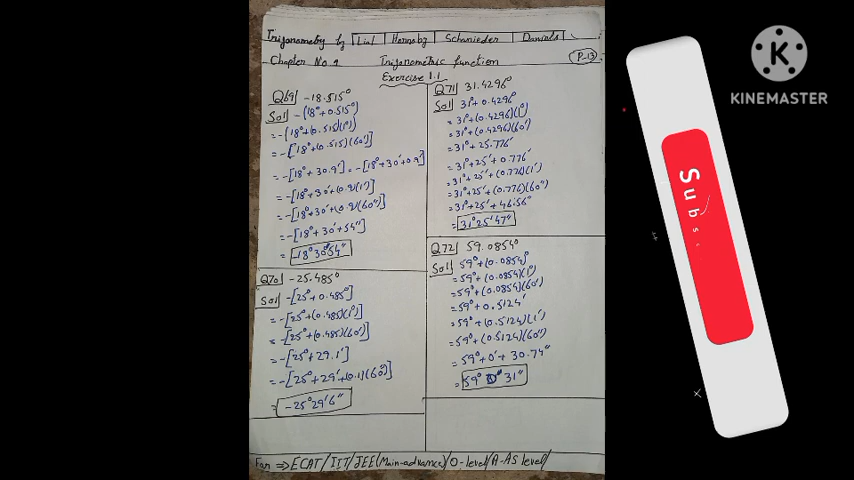 Trigonometry by Lial Hornsby Schanieder Daniels
Chapter No 1 Trigonometric function P-13
Exercise 1.1
Q69 -18.515°
Sol -(18°+0.515°)
=-(18°+(0.515)(1°)
=-[18°+(0.515)(60')]
=-[18°+30.9']=-[18°+30'+0.9']
=-[18°+30'+(0.9)(1')]
=-[18°+30'+(0.9)(60")]
=-[18°+30'+54"]
= 18°30'54"
Q70 -25.485°
Sol -[25°+0.485°]
=-[25°+(0.485)(1°)]
=-[25°+(0.485)(60')]
=-[25°+29.1']
=-[25°+29'+(0.1)(60")]
= -25°29'6"
Q71 31.4296°
Sol 31°+0.4296°
=31°+(0.4296)(1°)
=31°+(0.4296)(60')
=31°+25.776'
=31°+25'+0.776'
=31°+25'+(0.776)(1')
=31°+25'+(0.776)(60")
=31°+25'+46.56"
= 31°25'47"
Q72 59.0854°
Sol 59°+(0.0854)°
=59°+(0.0854)(1°)
=59°+(0.0854)(60')
=59°+0.5124'
=59°+(0.5124)(1')
=59°+(0.5124)(60")
=59°+0'+30.74"
= 59° 0' 31"
For ⇒ ECAT/IIT/JEE(Main-advance)/O-level/A-AS level/
KINEMASTER
Subs